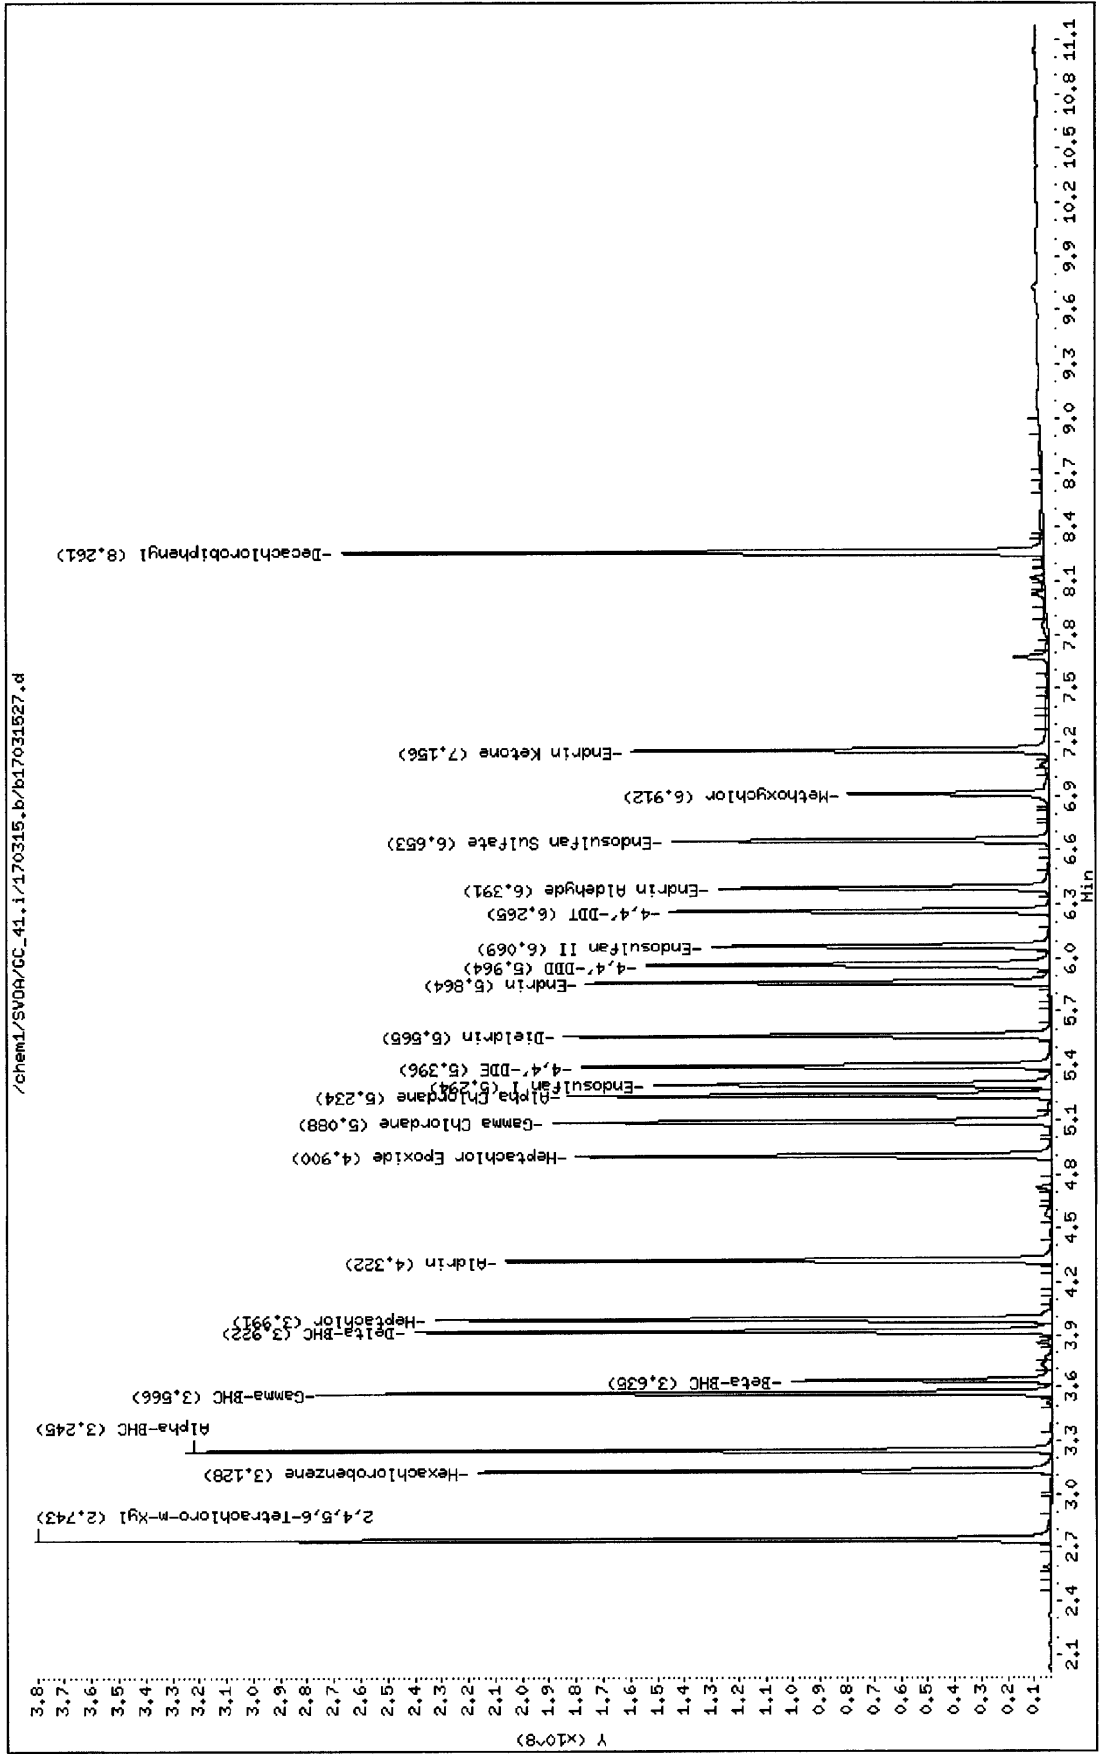 /chem1/SVOA/GC_41.i/170315.b/b17031527.d
Y (x10^8)
3.8
3.7
3.6
3.5
3.4
3.3
3.2
3.1
3.0
2.9
2.8
2.7
2.6
2.5
2.4
2.3
2.2
2.1
2.0
1.9
1.8
1.7
1.6
1.5
1.4
1.3
1.2
1.1
1.0
0.9
0.8
0.7
0.6
0.5
0.4
0.3
0.2
0.1
2,4,5,6-Tetrachloro-m-Xyl (2.743)
-Hexachlorobenzene (3.128)
Alpha-BHC (3.245)
-Gamma-BHC (3.566)
-Beta-BHC (3.635)
-Delta-BHC (3.922)
-Heptachlor (3.991)
-Aldrin (4.322)
-Heptachlor Epoxide (4.900)
-Gamma Chlordane (5.088)
-Alpha Chlordane (5.234)
-Endosulfan I (5.294)
-4,4'-DDE (5.396)
-Dieldrin (5.565)
-Endrin (5.864)
-4,4'-DDD (5.964)
-Endosulfan II (6.069)
-4,4'-DDT (6.265)
-Endrin Aldehyde (6.391)
-Endosulfan Sulfate (6.653)
-Methoxychlor (6.912)
-Endrin Ketone (7.156)
-Decachlorobiphenyl (8.261)
2.1 2.4 2.7 3.0 3.3 3.6 3.9 4.2 4.5 4.8 5.1 5.4 5.7 6.0 6.3 6.6 6.9 7.2 7.5 7.8 8.1 8.4 8.7 9.0 9.3 9.6 9.9 10.2 10.5 10.8 11.1
Min